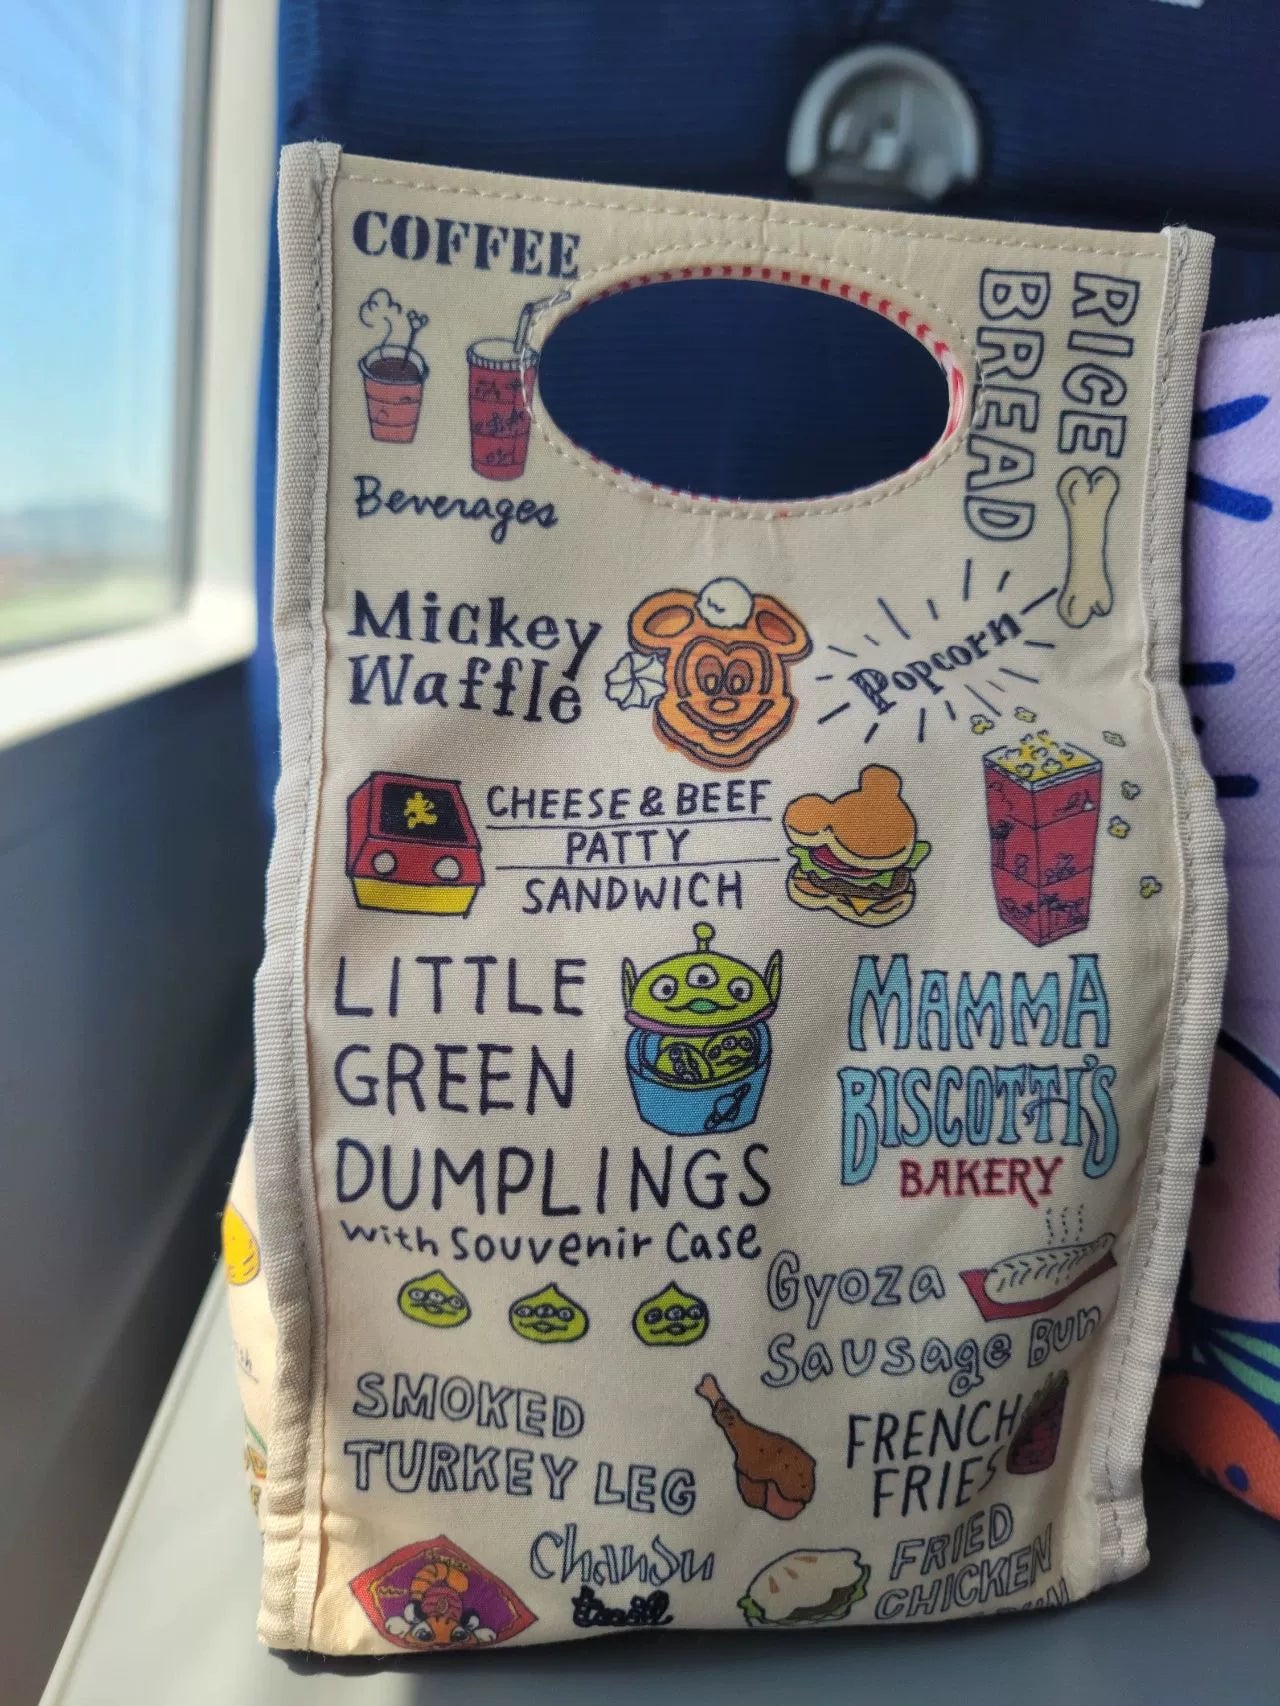 COFFEE
Beverages
RICE
BREAD
Mickey
Waffle
Popcorn
CHEESE & BEEF
PATTY
SANDWICH
LITTLE
GREEN
DUMPLINGS
with Souvenir Case
MAMMA
BISCOTTI'S
BAKERY
Gyoza
Sausage Bun
SMOKED
TURKEY LEG
FRENCH
FRIES
Chandu
tail
FRIED
CHICKEN